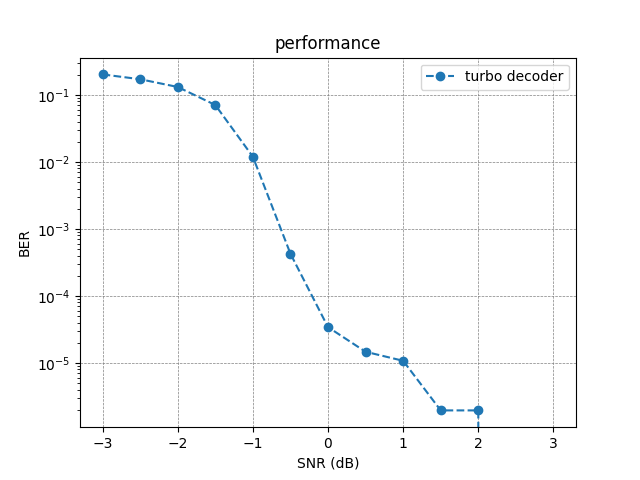 performance
turbo decoder
BER
10⁻¹
10⁻²
10⁻³
10⁻⁴
10⁻⁵
−3 −2 −1 0 1 2 3
SNR (dB)